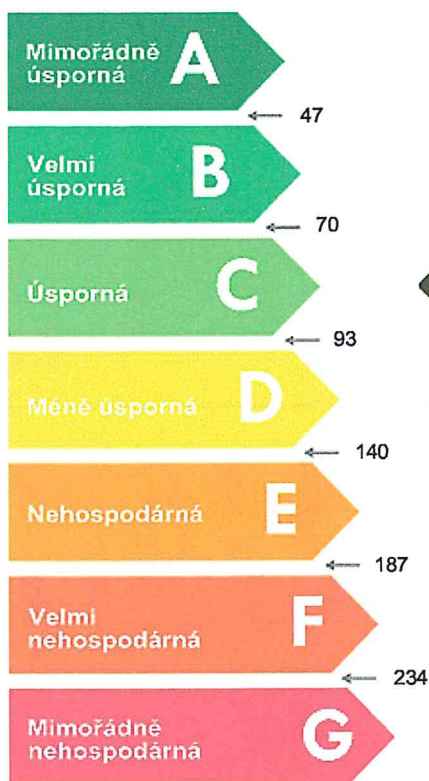 Mimořádně
úsporná
A
47
Velmi
úsporná
B
70
Úsporná
C
93
Méně úsporná
D
140
Nehospodárná
E
187
Velmi
nehospodárná
F
234
Mimořádně
nehospodárná
G